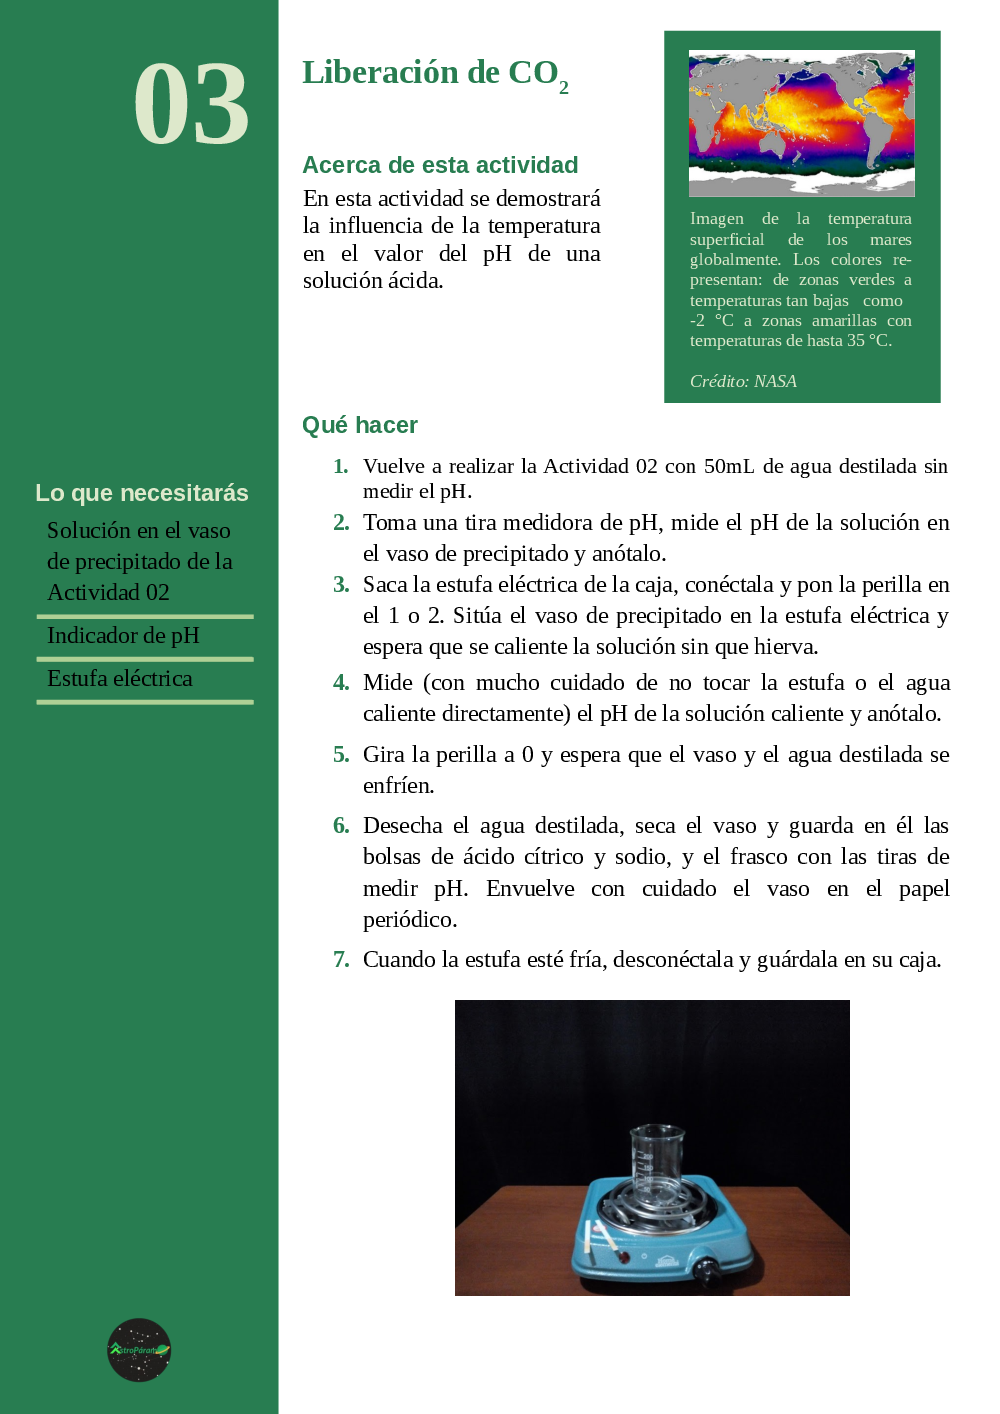 03
Liberación de CO2
Acerca de esta actividad
En esta actividad se demostrará
la influencia de la temperatura
en el valor del pH de una
solución ácida.
Imagen de la temperatura
superficial de los mares
globalmente. Los colores re-
presentan: de zonas verdes a
temperaturas tan bajas como
-2 °C a zonas amarillas con
temperaturas de hasta 35 °C.
Crédito: NASA
Lo que necesitarás
Solución en el vaso
de precipitado de la
Actividad 02
Indicador de pH
Estufa eléctrica
Qué hacer
1. Vuelve a realizar la Actividad 02 con 50mL de agua destilada sin
medir el pH.
2. Toma una tira medidora de pH, mide el pH de la solución en
el vaso de precipitado y anótalo.
3. Saca la estufa eléctrica de la caja, conéctala y pon la perilla en
el 1 o 2. Sitúa el vaso de precipitado en la estufa eléctrica y
espera que se caliente la solución sin que hierva.
4. Mide (con mucho cuidado de no tocar la estufa o el agua
caliente directamente) el pH de la solución caliente y anótalo.
5. Gira la perilla a 0 y espera que el vaso y el agua destilada se
enfríen.
6. Desecha el agua destilada, seca el vaso y guarda en él las
bolsas de ácido cítrico y sodio, y el frasco con las tiras de
medir pH. Envuelve con cuidado el vaso en el papel
periódico.
7. Cuando la estufa esté fría, desconéctala y guárdala en su caja.